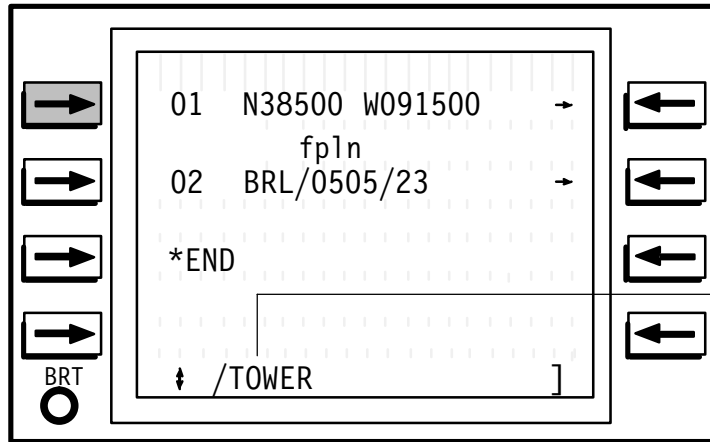 01 N38500 W091500 →
fpln
02 BRL/0505/23 →
*END
BRT
/TOWER ]